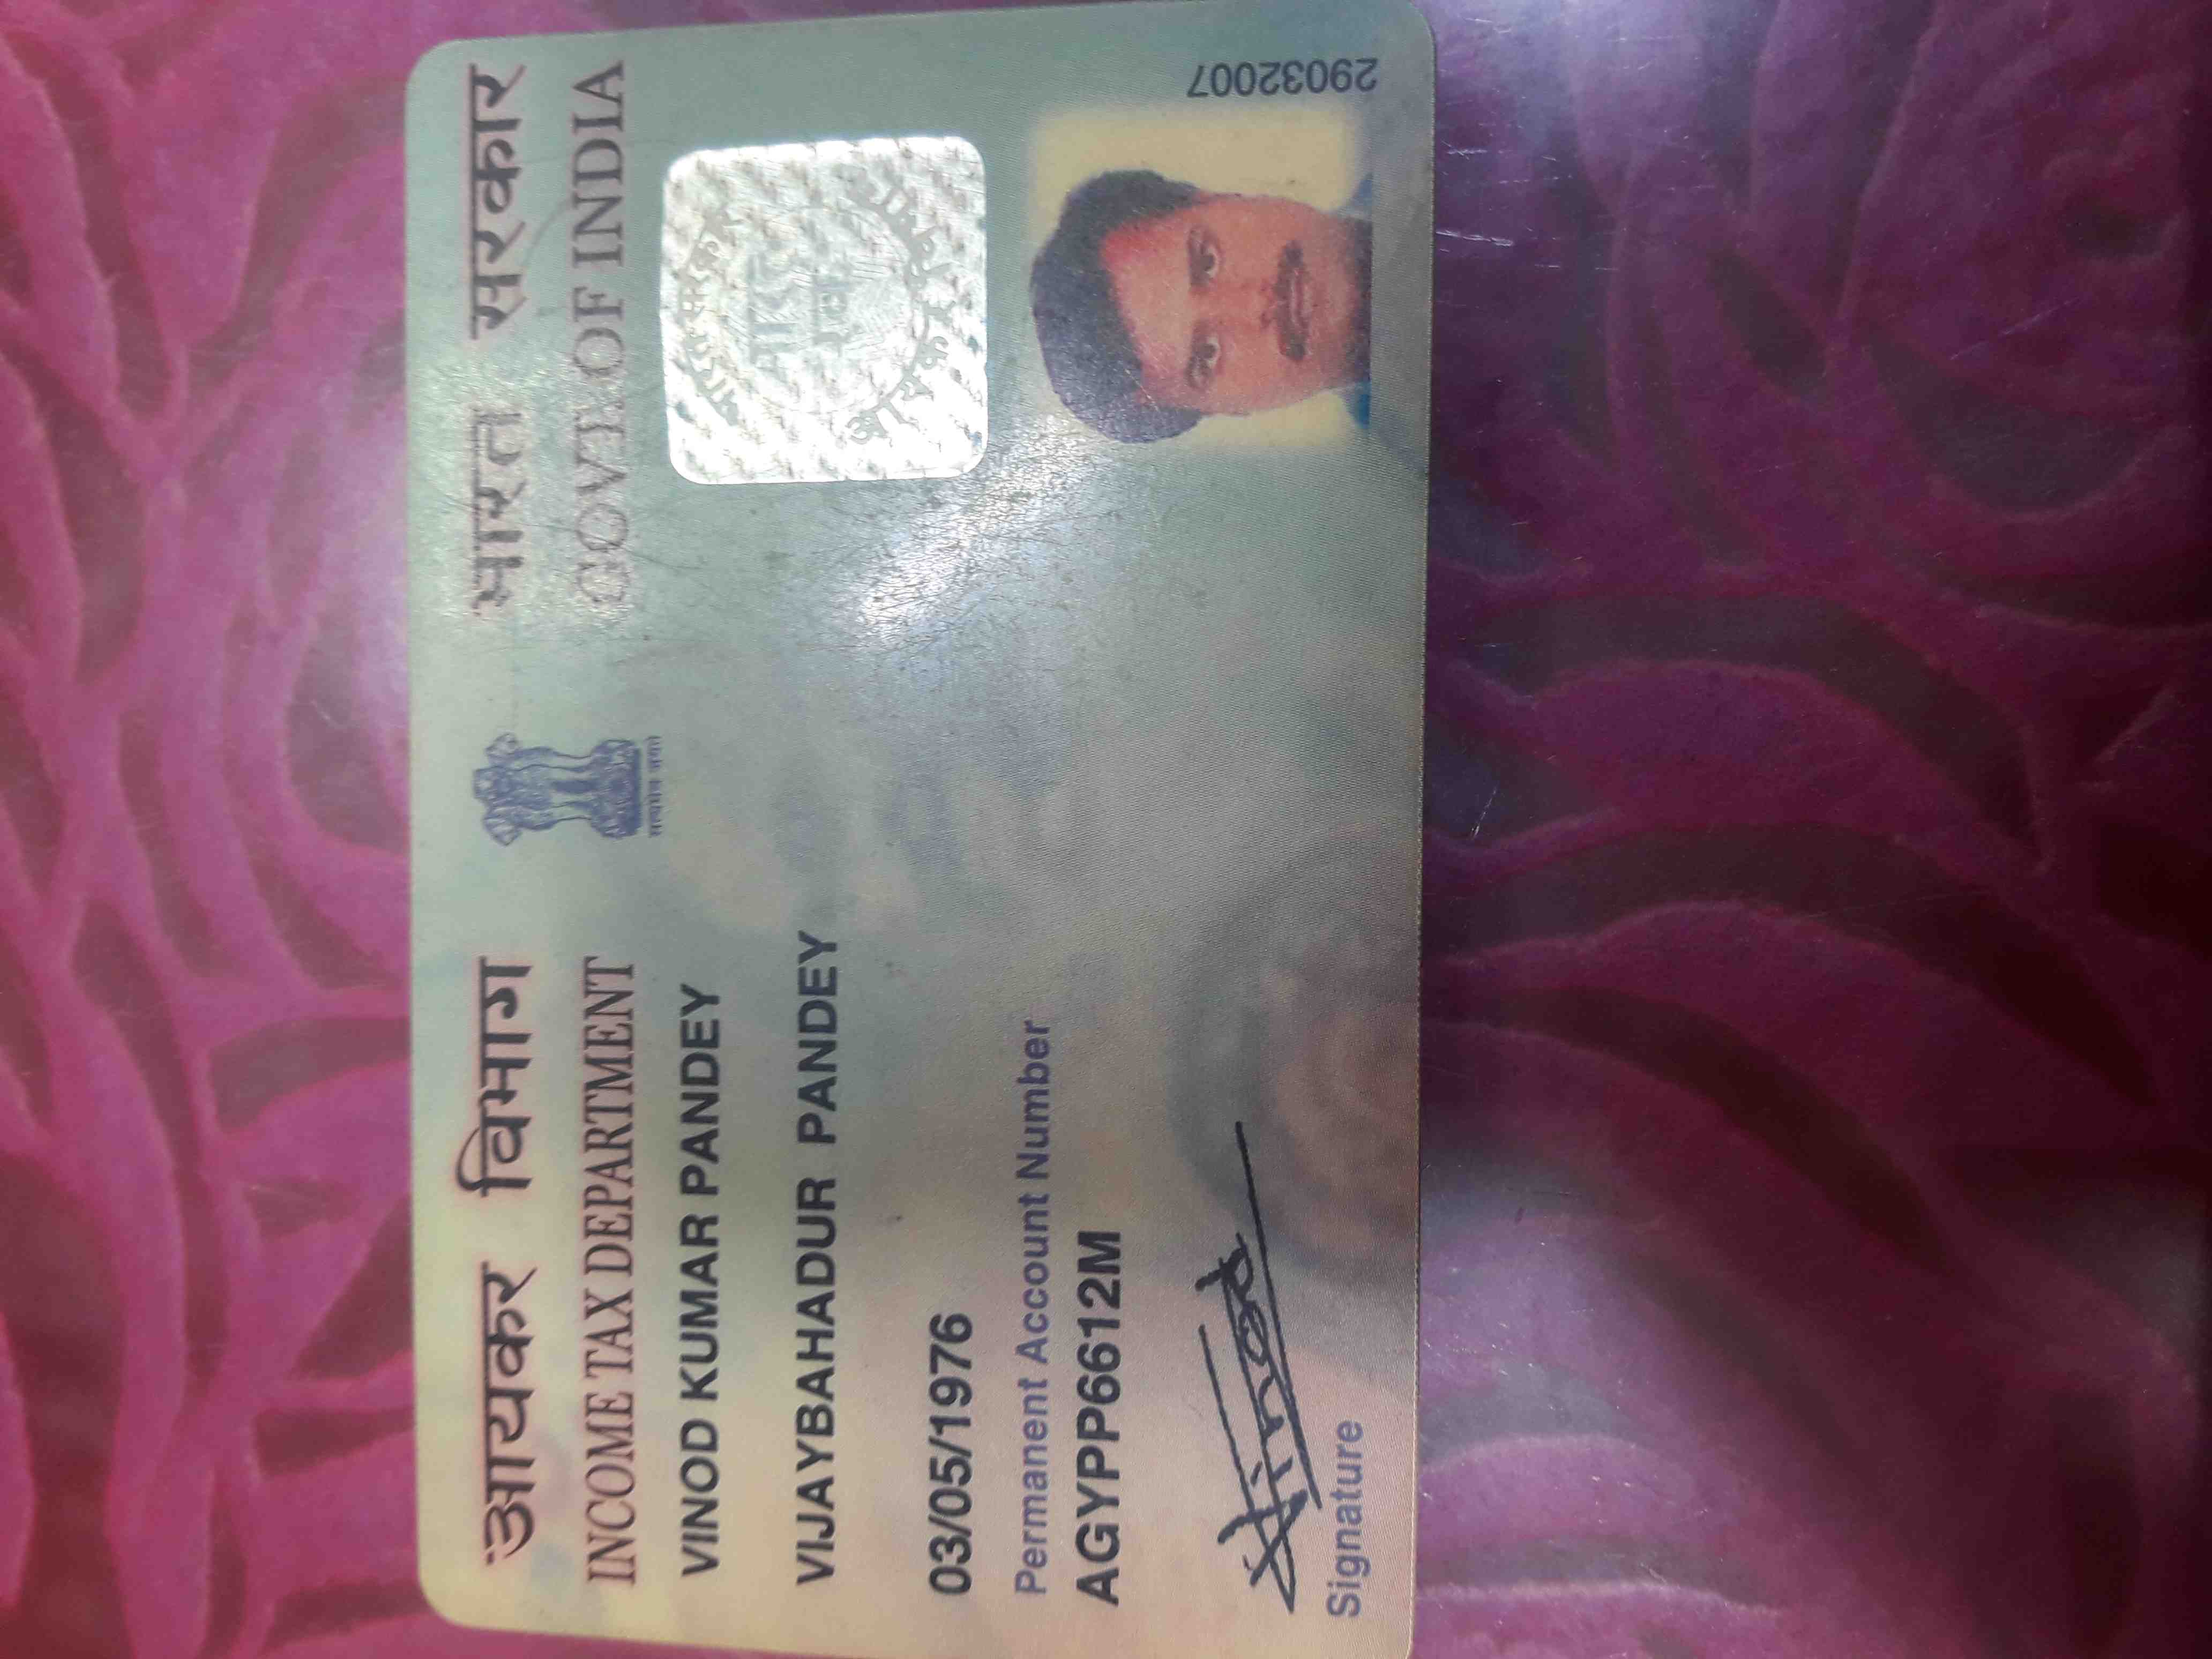 आयकर विभाग
INCOME TAX DEPARTMENT
भारत सरकार
GOVT. OF INDIA
सत्यमेव जयते
VINOD KUMAR PANDEY
VIJAYBAHADUR PANDEY
03/05/1976
Permanent Account Number
AGYPP6612M
Vinod
Signature
29032007